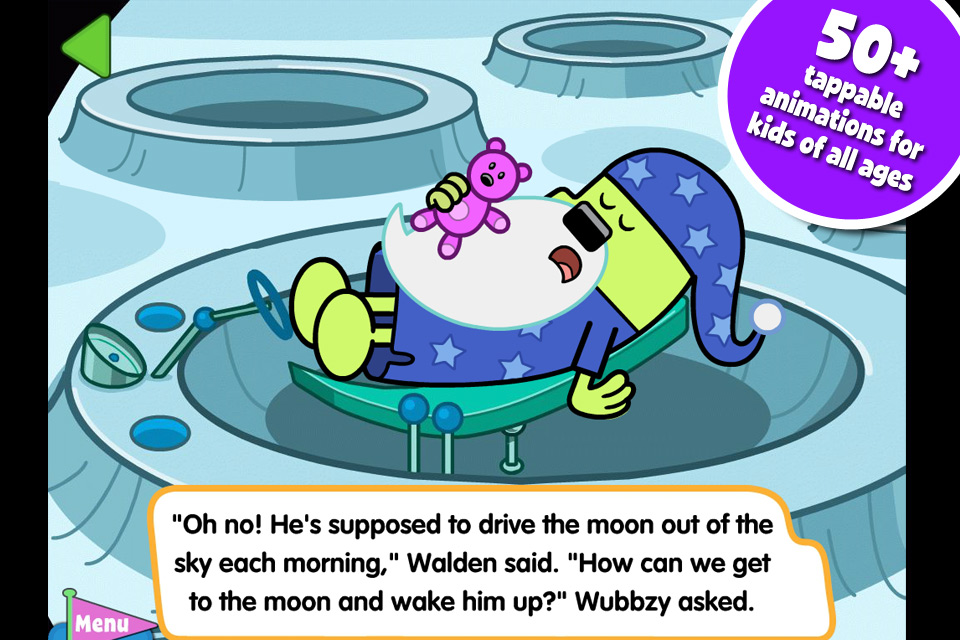 50+
tappable
animations for
kids of all ages
"Oh no! He's supposed to drive the moon out of the
sky each morning," Walden said. "How can we get
to the moon and wake him up?" Wubbzy asked.
Menu